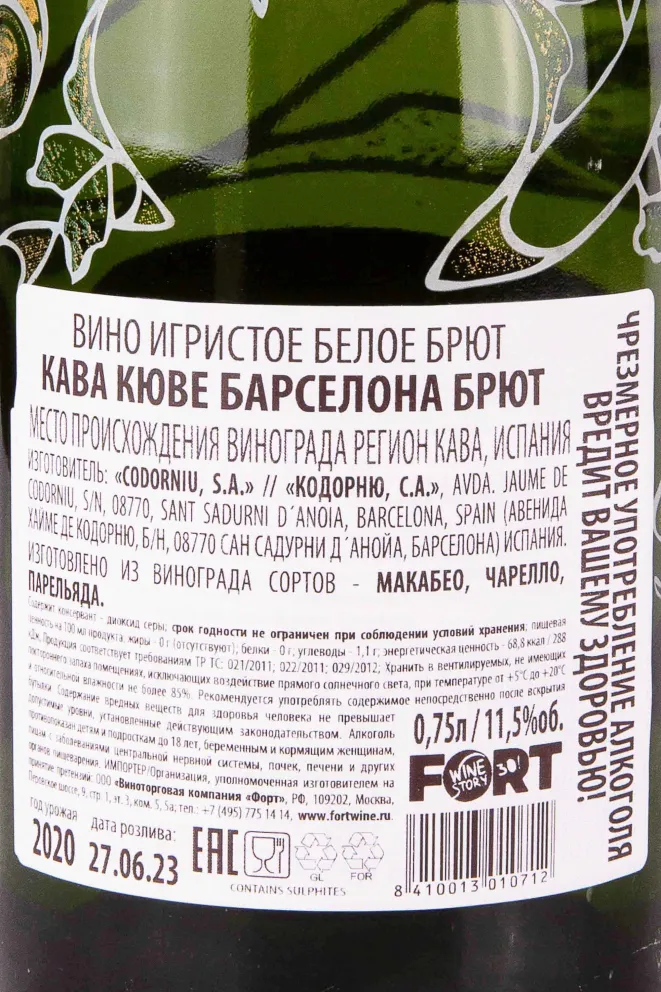 ВИНО ИГРИСТОЕ БЕЛОЕ БРЮТ
КАВА КЮВЕ БАРСЕЛОНА БРЮТ
МЕСТО ПРОИСХОЖДЕНИЯ ВИНОГРАДА РЕГИОН КАВА, ИСПАНИЯ
ИЗГОТОВИТЕЛЬ: «CODORNIU, S.A.» // «КОДОРНЮ, С.А.», AVDA. JAUME DE
CODORNIU, S/N, 08770, SANT SADURNI D´ANOIA, BARCELONA, SPAIN (АВЕНИДА
ХАЙМЕ ДЕ КОДОРНЮ, Б/Н, 08770 САН САДУРНИ Д´АНОЙА, БАРСЕЛОНА) ИСПАНИЯ.
ИЗГОТОВЛЕНО ИЗ ВИНОГРАДА СОРТОВ - МАКАБЕО, ЧАРЕЛЛО,
ПАРЕЛЬЯДА.
Содержит консервант - диоксид серы; срок годности не ограничен при соблюдении условий хранения; пищевая
ценность на 100 мл продукта: жиры - 0 г (отсутствуют), белки - 0 г, углеводы - 1,1 г; энергетическая ценность - 68,8 ккал / 288
кДж. Продукция соответствует требованиям ТР ТС: 021/2011; 022/2011; 029/2012; Хранить в вентилируемых, не имеющих
постороннего запаха помещениях, исключающих воздействие прямого солнечного света, при температуре от +5°С до +20°С
и относительной влажности не более 85%. Рекомендуется употреблять содержимое непосредственно после вскрытия
бутылки. Содержание вредных веществ для здоровья человека не превышает
допустимые уровни, установленные действующим законодательством. Алкоголь
противопоказан детям и подросткам до 18 лет, беременным и кормящим женщинам,
лицам с заболеваниями центральной нервной системы, почек, печени и других
органов пищеварения. ИМПОРТЕР/Организация, уполномоченная изготовителем на
принятие претензий: ООО «Виноторговая компания «Форт», РФ, 109202, Москва,
Перовское шоссе, 9, стр. 1, эт. 3, ком. 5, 5а; тел.: +7 (495) 775 14 14, www.fortwine.ru.
0,75л / 11,5%об.
FORT
WINE
STORY
30!
год урожая
2020
дата розлива:
27.06.23
EAC
GL
FOR
CONTAINS SULPHITES
8 410013 010712
ЧРЕЗМЕРНОЕ УПОТРЕБЛЕНИЕ АЛКОГОЛЯ
ВРЕДИТ ВАШЕМУ ЗДОРОВЬЮ!